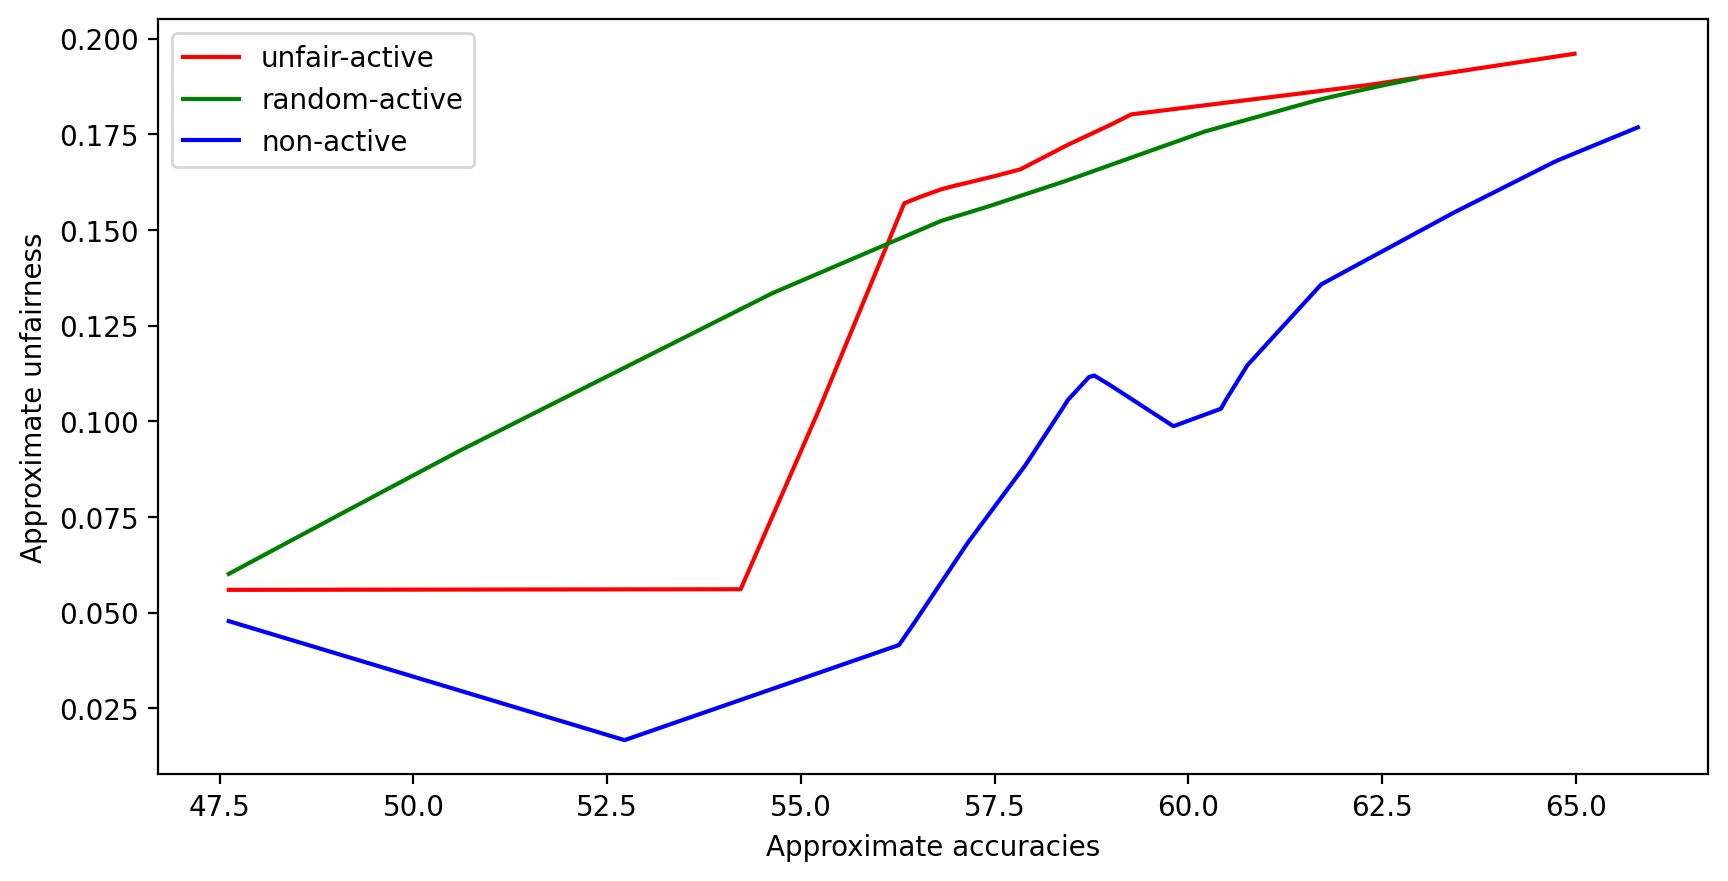 unfair-active
random-active
non-active
0.200
0.175
0.150
0.125
0.100
0.075
0.050
0.025
Approximate unfairness
47.5 50.0 52.5 55.0 57.5 60.0 62.5 65.0
Approximate accuracies